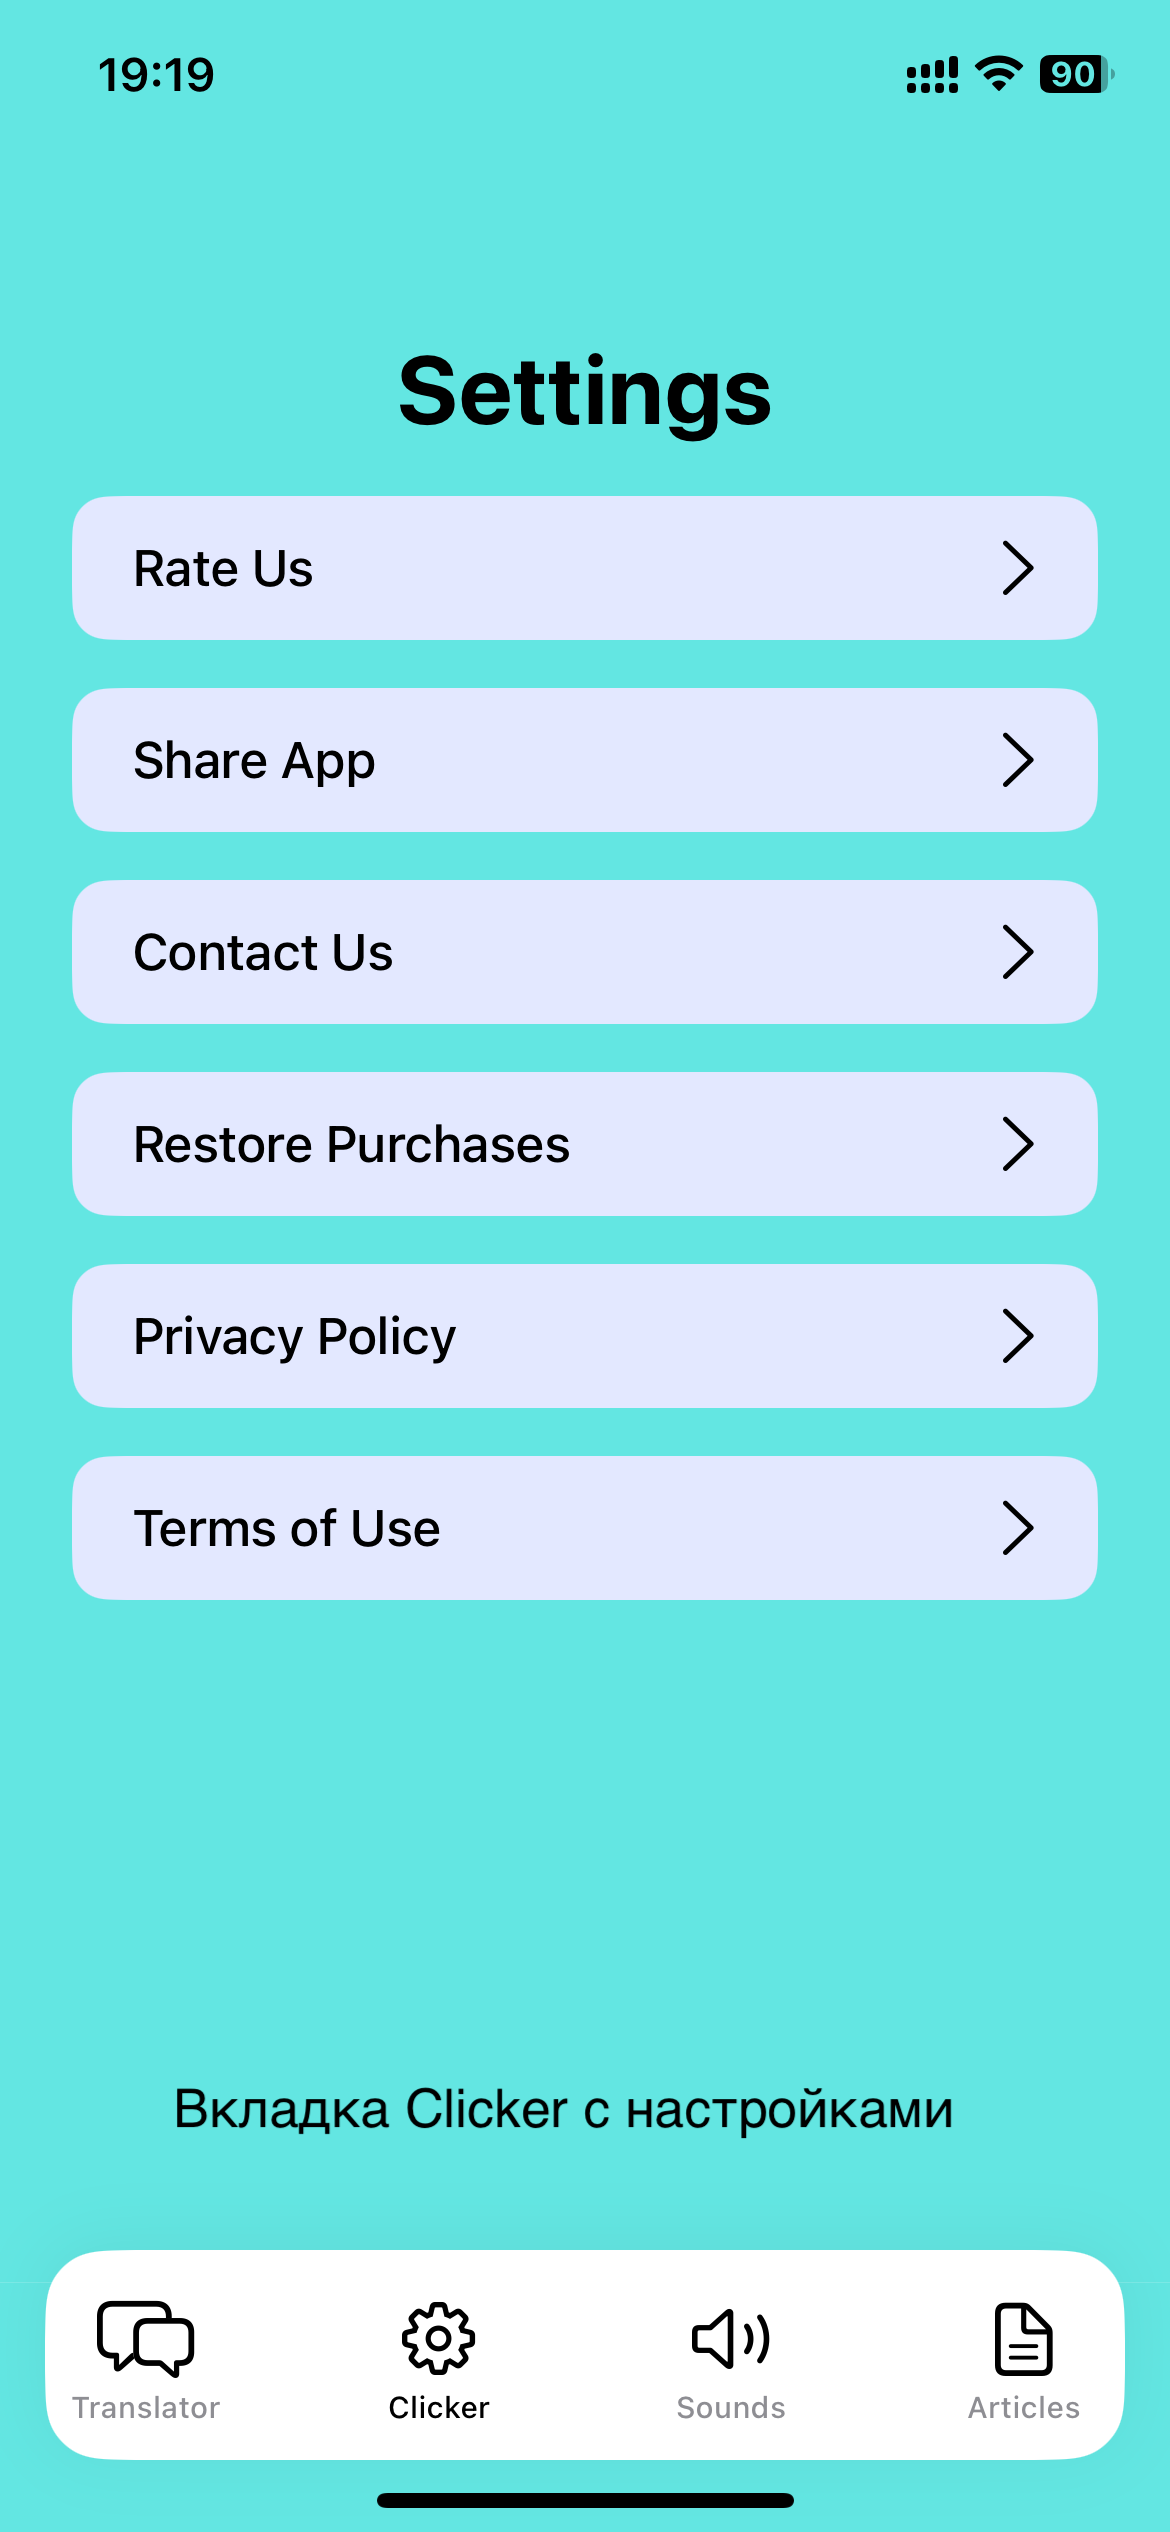 19:19
90
Settings
Rate Us
Share App
Contact Us
Restore Purchases
Privacy Policy
Terms of Use
Вкладка Clicker с настройками
Translator
Clicker
Sounds
Articles